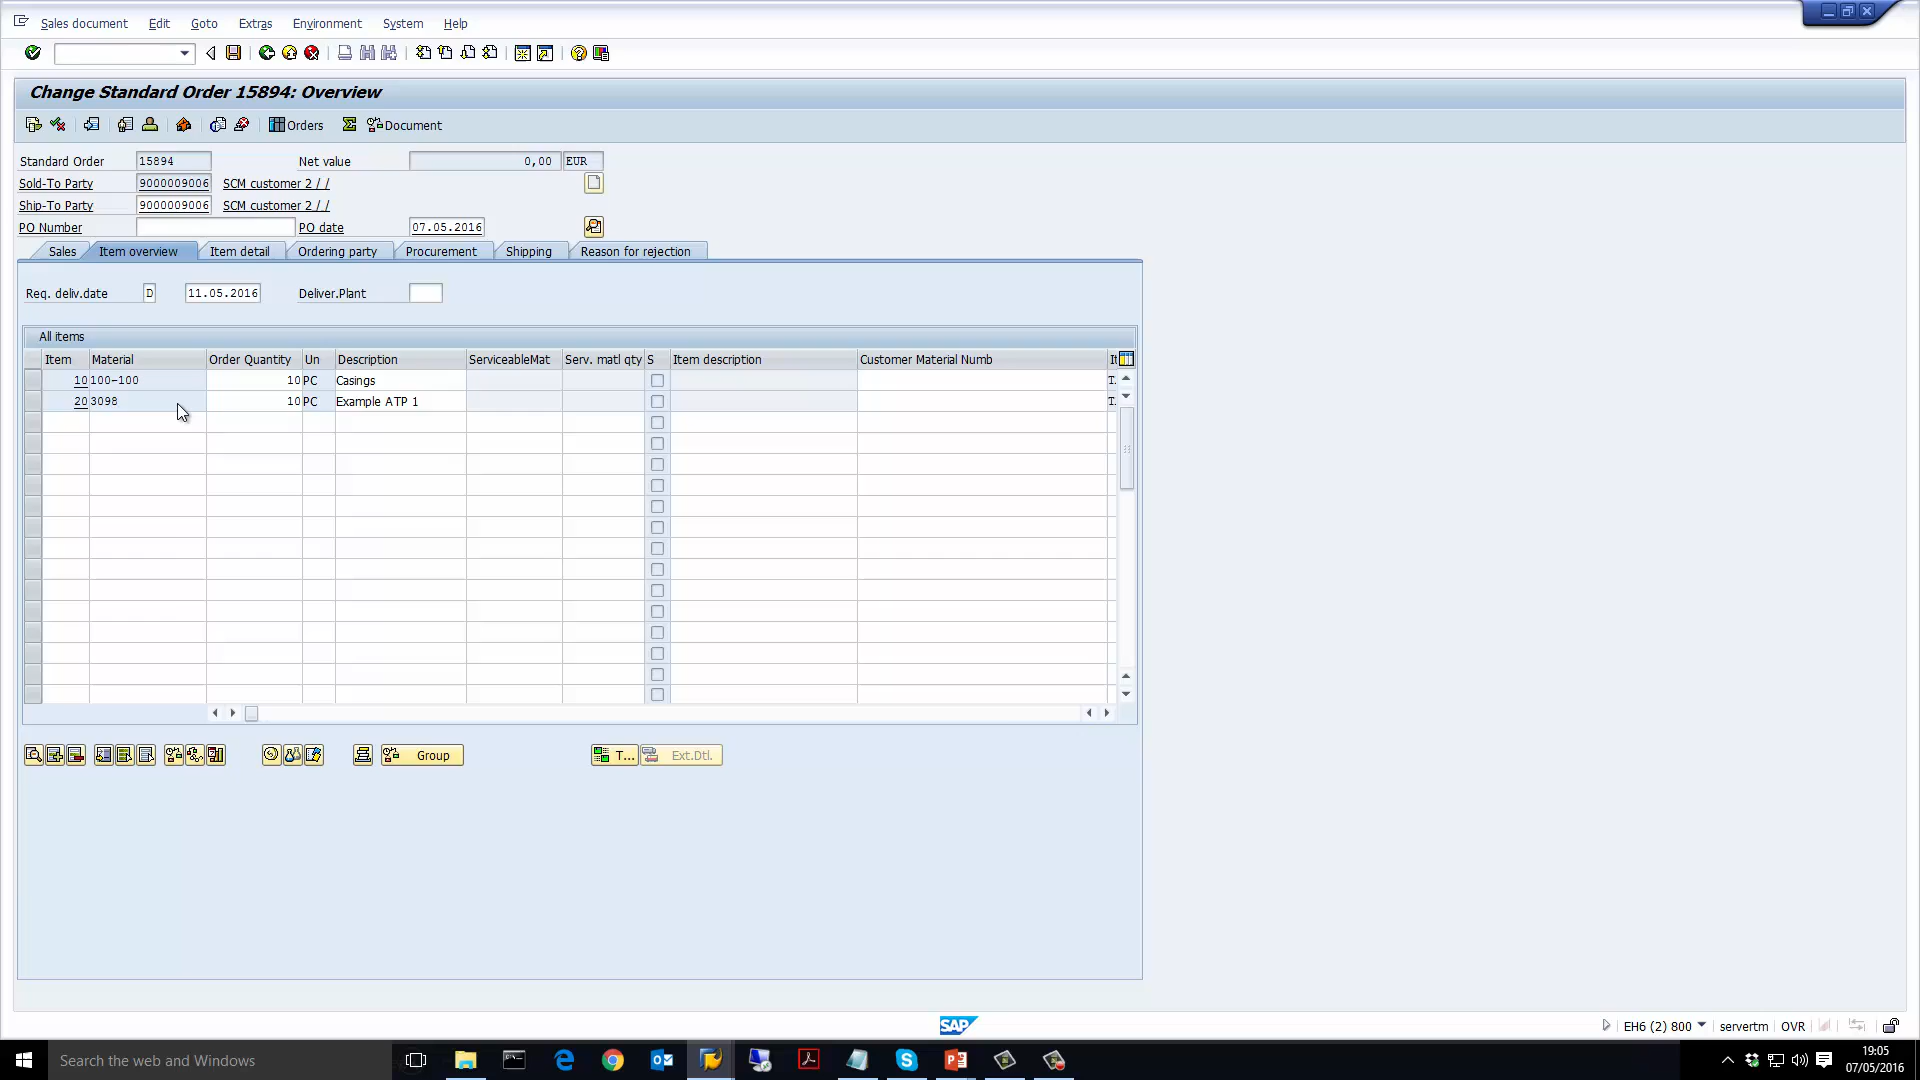 Sales document Edit Goto Extras Environment System Help
Change Standard Order 15894: Overview
Orders Document
Standard Order 15894 Net value 0,00 EUR
Sold-To Party 9000009006 SCM customer 2 / /
Ship-To Party 9000009006 SCM customer 2 / /
PO Number PO date 07.05.2016
Sales Item overview Item detail Ordering party Procurement Shipping Reason for rejection
Req. deliv.date D 11.05.2016 Deliver.Plant
All items
Item Material Order Quantity Un Description ServiceableMat Serv. matl qty S Item description Customer Material Numb It
10 100-100 10 PC Casings T.
20 3098 10 PC Example ATP 1 T.
Group T... Ext.Dtl.
SAP
EH6 (2) 800 servertm OVR
Search the web and Windows
19:05
07/05/2016